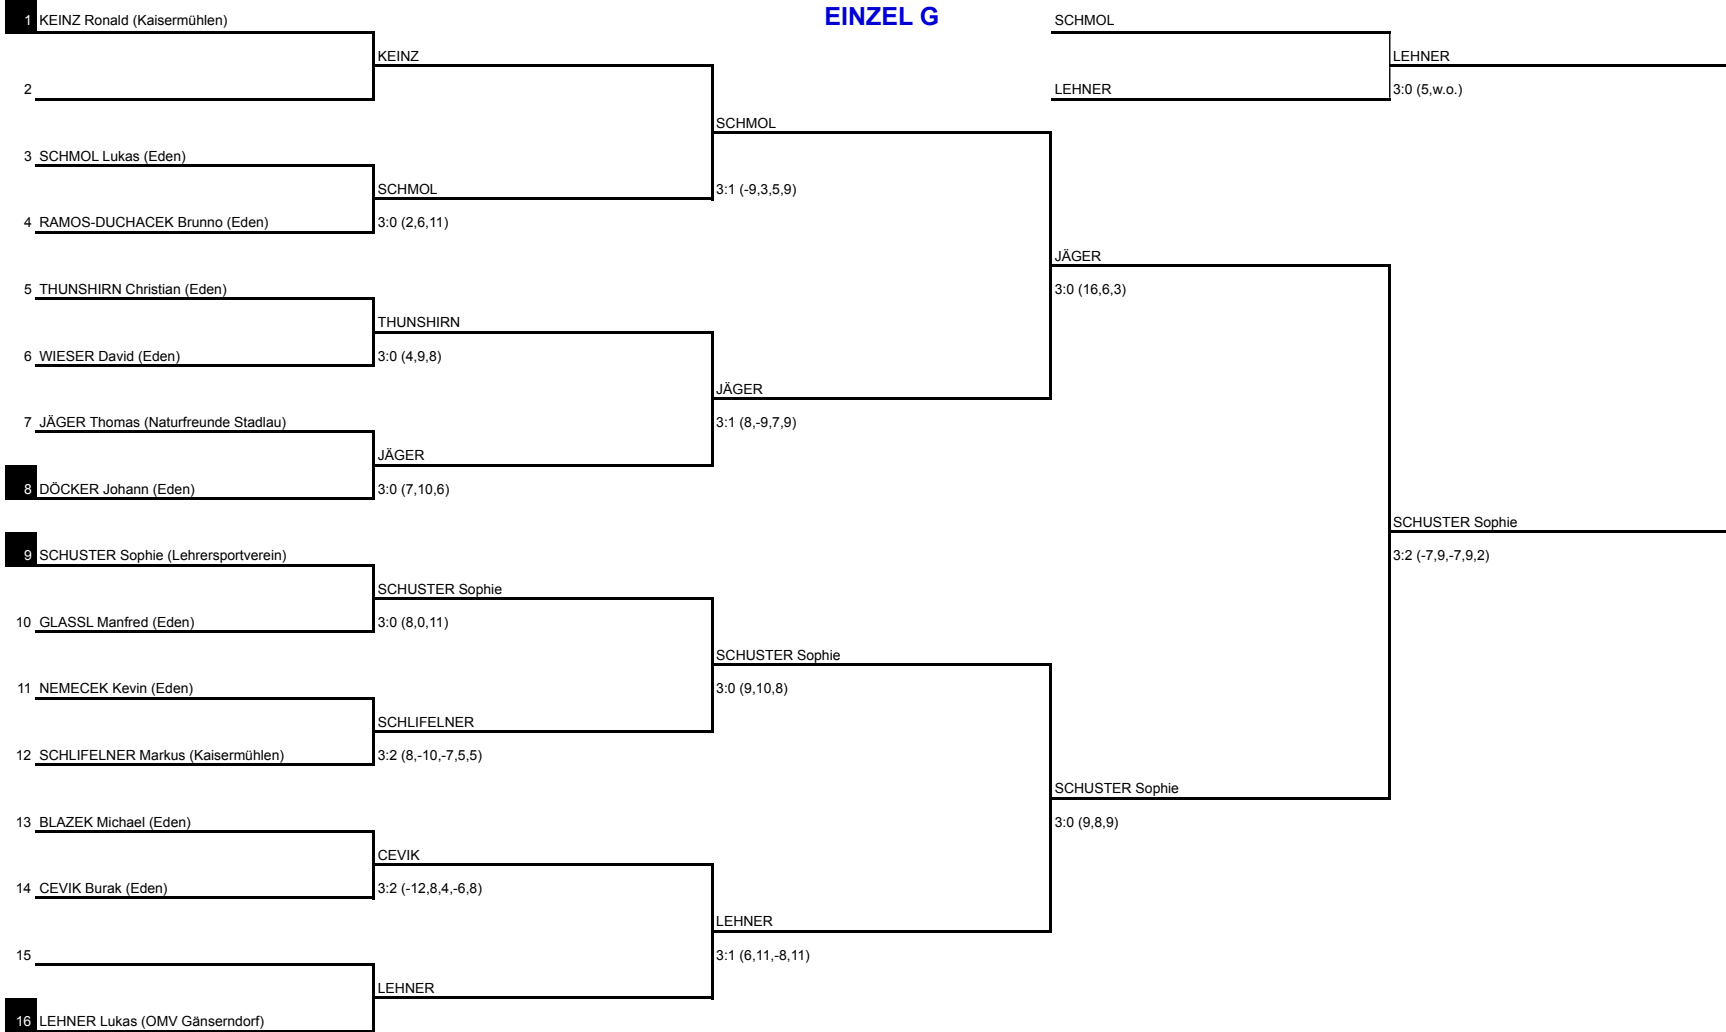 EINZEL G
1 KEINZ Ronald (Kaisermühlen)
SCHMOL
KEINZ
LEHNER
2
LEHNER
3:0 (5,w.o.)
SCHMOL
3 SCHMOL Lukas (Eden)
SCHMOL
3:1 (-9,3,5,9)
4 RAMOS-DUCHACEK Brunno (Eden)
3:0 (2,6,11)
JÄGER
5 THUNSHIRN Christian (Eden)
3:0 (16,6,3)
THUNSHIRN
6 WIESER David (Eden)
3:0 (4,9,8)
JÄGER
7 JÄGER Thomas (Naturfreunde Stadlau)
3:1 (8,-9,7,9)
JÄGER
8 DÖCKER Johann (Eden)
3:0 (7,10,6)
SCHUSTER Sophie
9 SCHUSTER Sophie (Lehrersportverein)
3:2 (-7,9,-7,9,2)
SCHUSTER Sophie
10 GLASSL Manfred (Eden)
3:0 (8,0,11)
SCHUSTER Sophie
11 NEMECEK Kevin (Eden)
3:0 (9,10,8)
SCHLIFELNER
12 SCHLIFELNER Markus (Kaisermühlen)
3:2 (8,-10,-7,5,5)
SCHUSTER Sophie
13 BLAZEK Michael (Eden)
3:0 (9,8,9)
CEVIK
14 CEVIK Burak (Eden)
3:2 (-12,8,4,-6,8)
LEHNER
15
3:1 (6,11,-8,11)
LEHNER
16 LEHNER Lukas (OMV Gänserndorf)